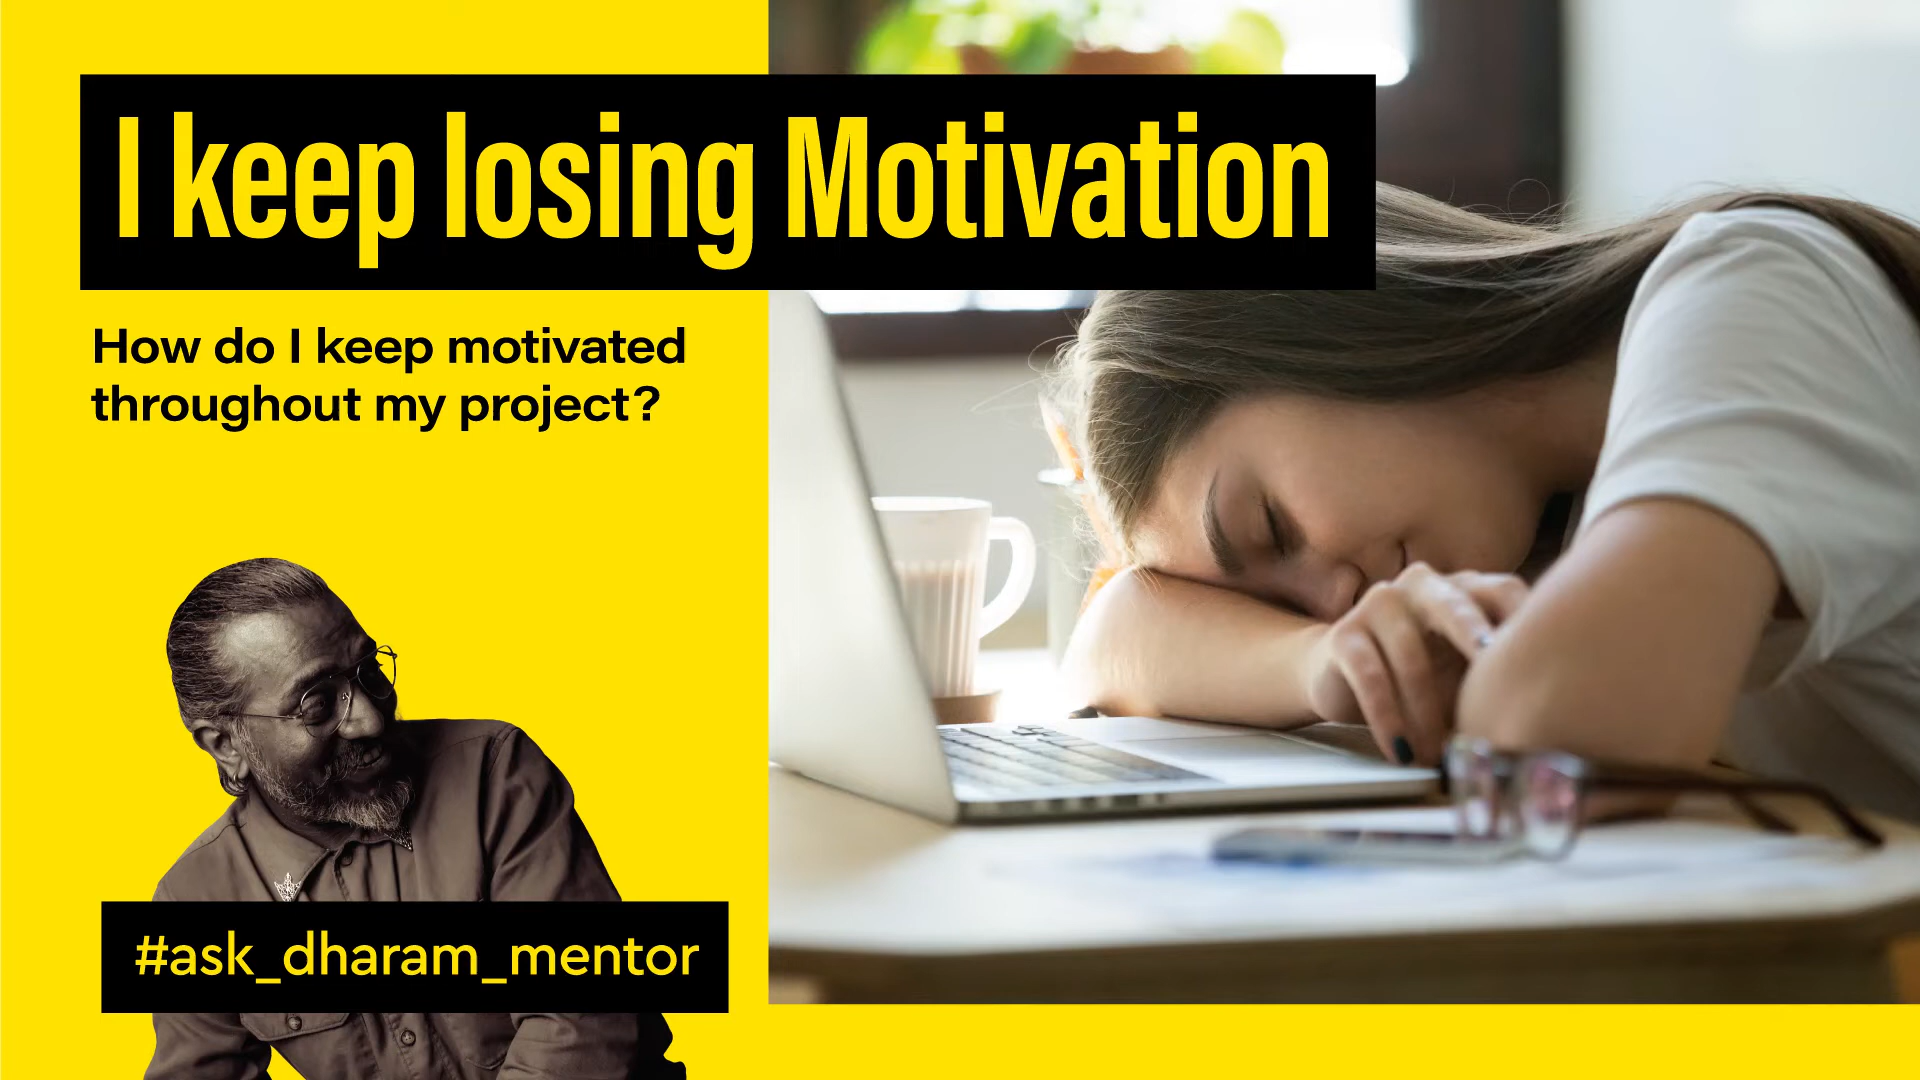 I keep losing Motivation
How do I keep motivated
throughout my project?
#ask_dharam_mentor